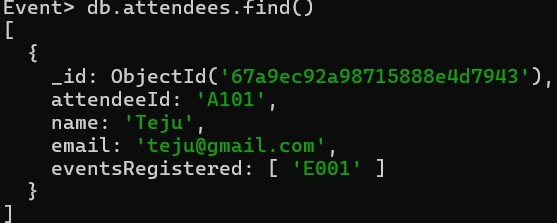 Event> db.attendees.find()
[
  {
    _id: ObjectId('67a9ec92a98715888e4d7943'),
    attendeeId: 'A101',
    name: 'Teju',
    email: 'teju@gmail.com',
    eventsRegistered: [ 'E001' ]
  }
]